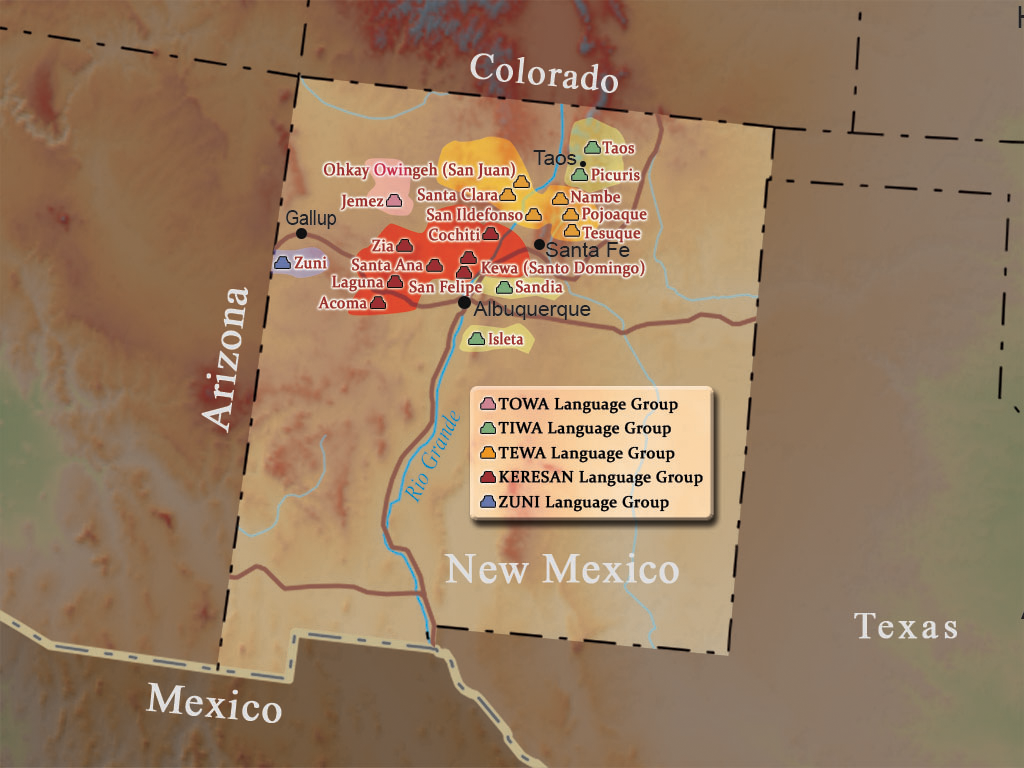 Colorado
Taos
Taos
Ohkay Owingeh (San Juan)
Picuris
Jemez
Santa Clara
Nambe
San Ildefonso
Pojoaque
Gallup
Cochiti
Tesuque
Zia
Santa Fe
Zuni
Santa Ana
Kewa (Santo Domingo)
Laguna
San Felipe
Sandia
Acoma
Albuquerque
Isleta
Arizona
TOWA Language Group
TIWA Language Group
TEWA Language Group
KERESAN Language Group
ZUNI Language Group
Rio Grande
New Mexico
Texas
Mexico